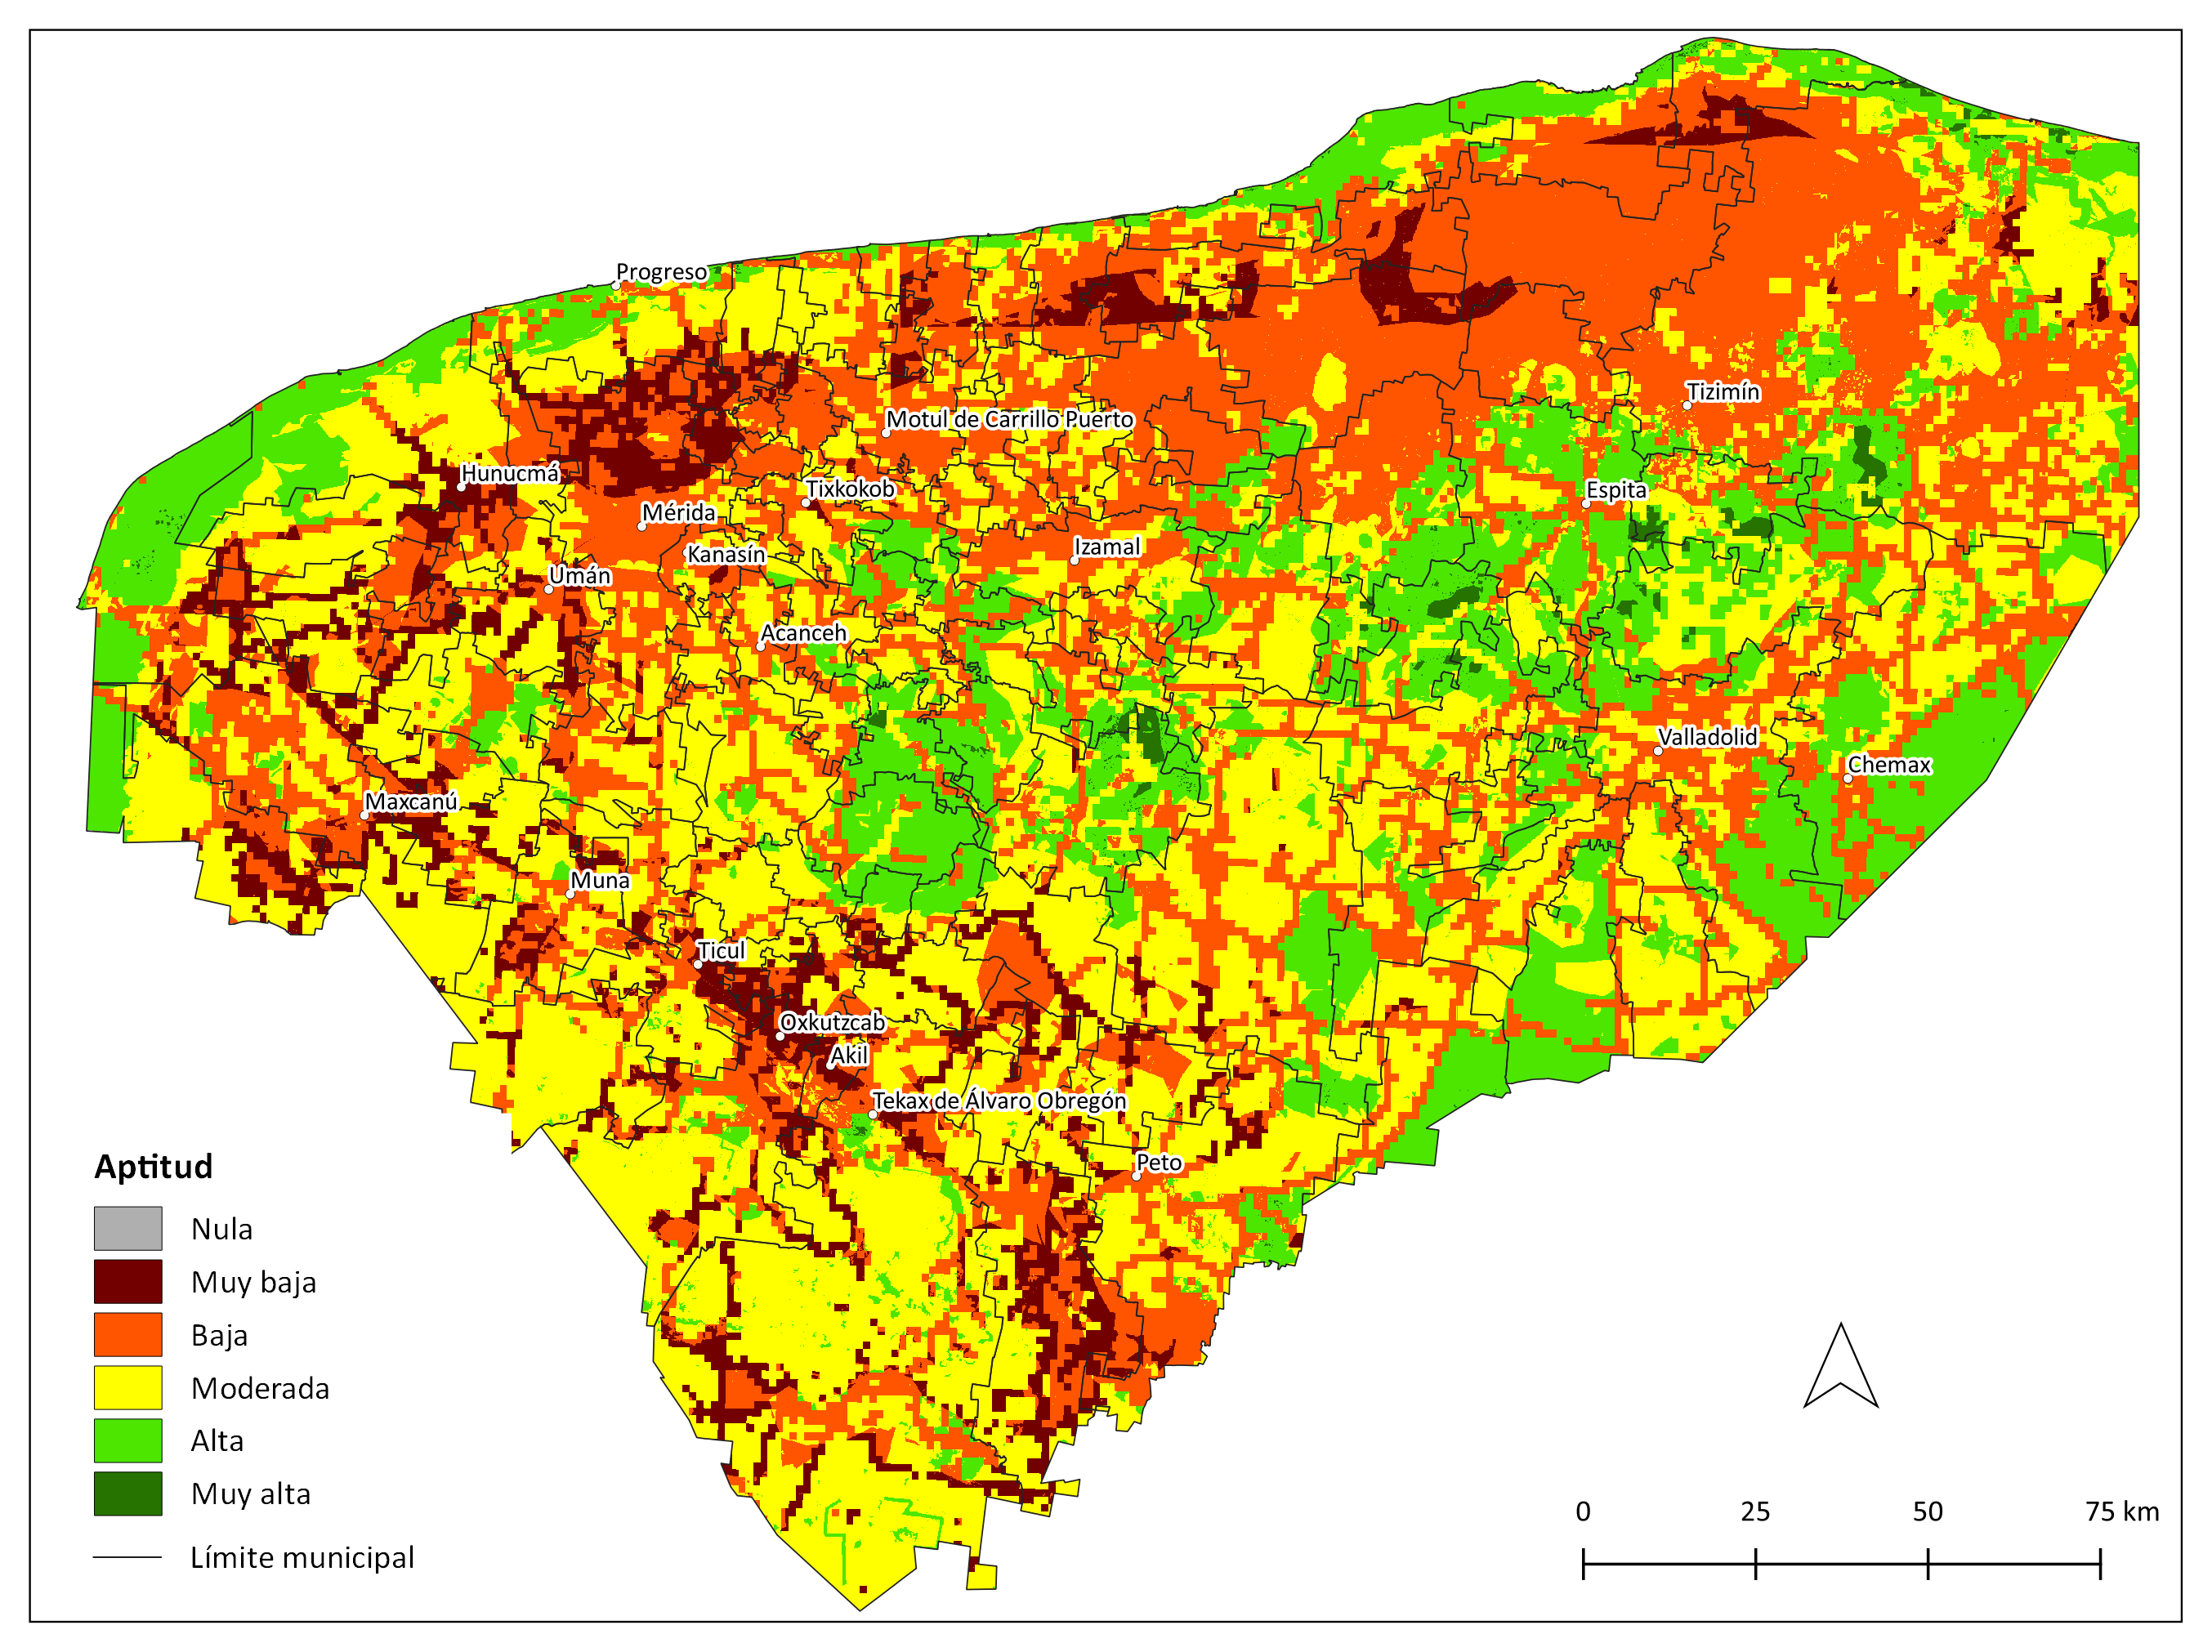 Progreso
Tizimín
Motul de Carrillo Puerto
Hunucmá
Tixkokob
Espita
Mérida
Kanasín
Izamal
Umán
Acanceh
Valladolid
Chemax
Maxcanú
Muna
Ticul
Oxkutzcab
Akil
Tekax de Álvaro Obregón
Peto
Aptitud
Nula
Muy baja
Baja
Moderada
Alta
Muy alta
Límite municipal
0 25 50 75 km